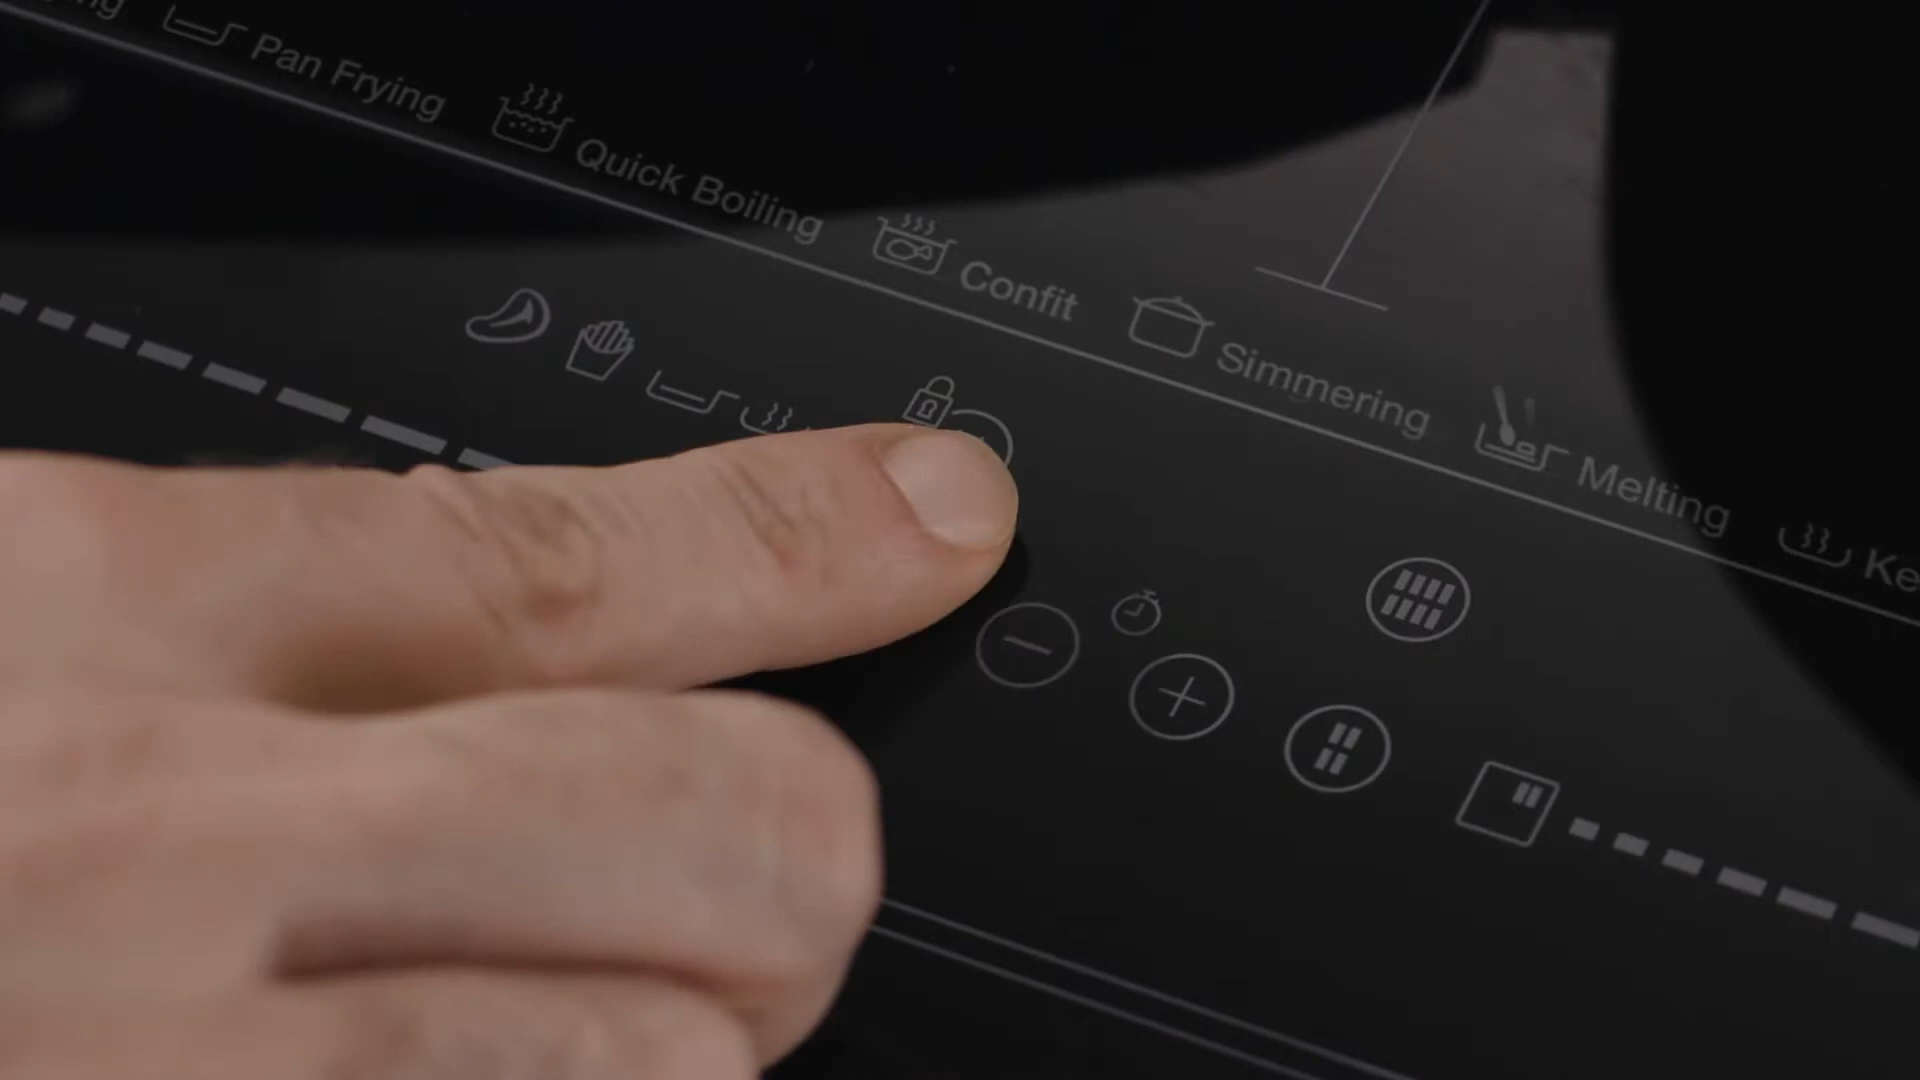 Pan Frying
Quick Boiling
Confit
Simmering
Melting